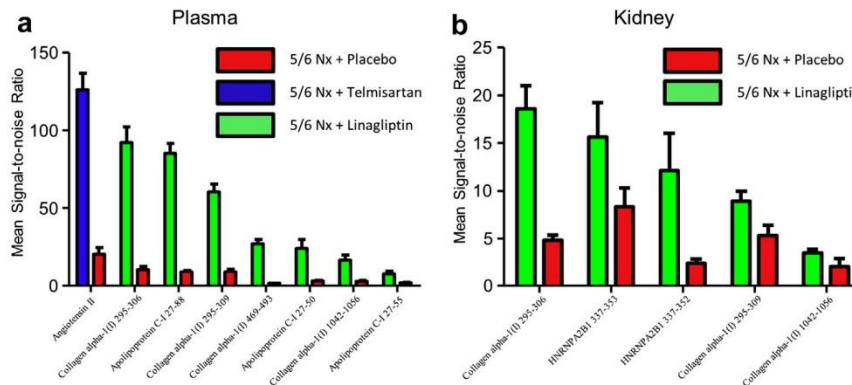 a
Plasma
Mean Signal-to-noise Ratio
150
100
50
0
5/6 Nx + Placebo
5/6 Nx + Telmisartan
5/6 Nx + Linagliptin
Angiotensin II
Collagen alpha-1(I) 295-306
Apolipoprotein C-I 27-88
Collagen alpha-1(I) 295-309
Collagen alpha-1(I) 469-493
Apolipoprotein C-I 27-50
Collagen alpha-1(I) 1042-1056
Apolipoprotein C-I 27-55
b
Kidney
Mean Signal-to-noise Ratio
25
20
15
10
5
0
5/6 Nx + Placebo
5/6 Nx + Linagliptin
Collagen alpha-1(I) 295-306
HNRNPA2B1 337-353
HNRNPA2B1 337-352
Collagen alpha-1(I) 295-309
Collagen alpha-1(I) 1042-1056